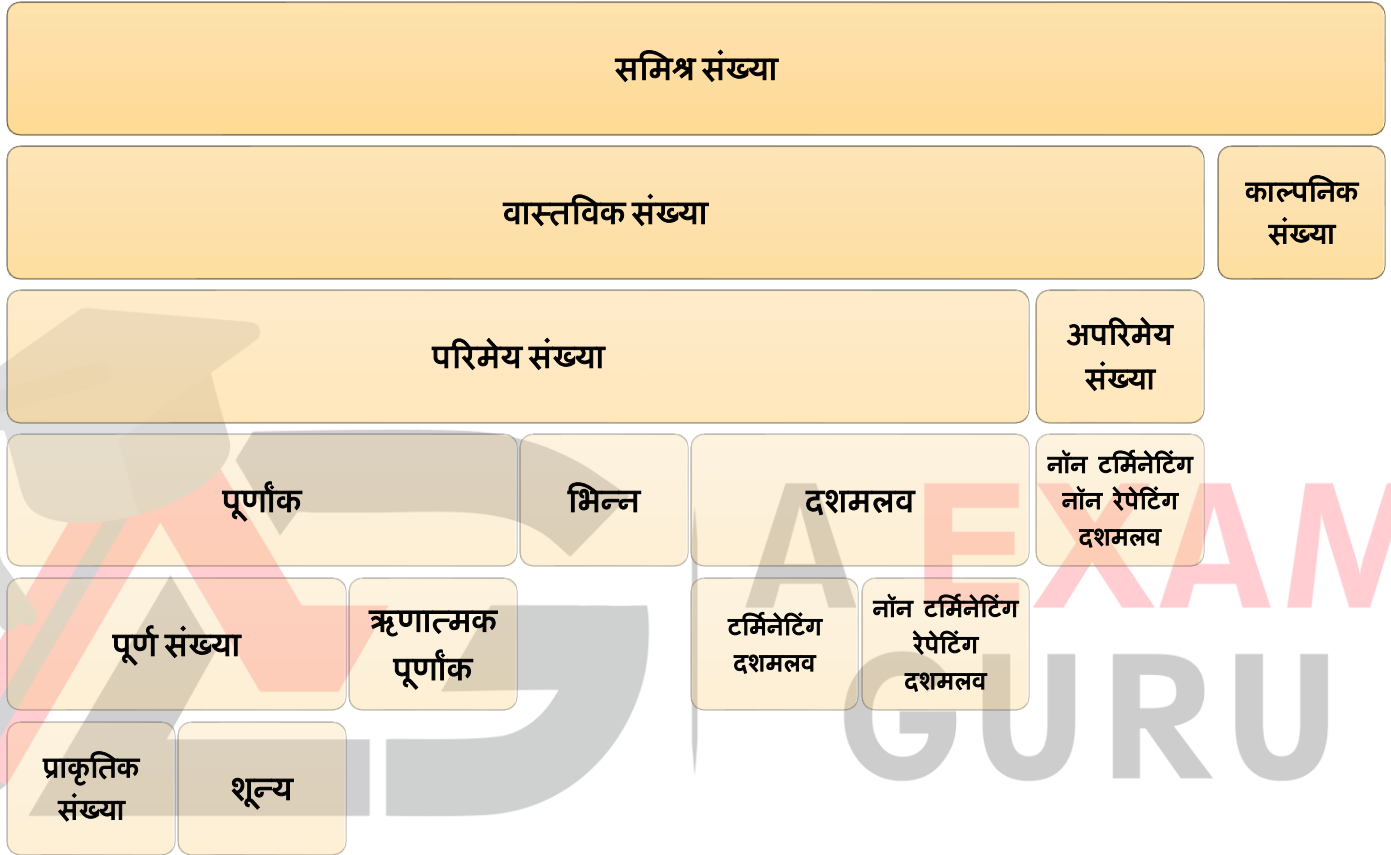 समिश्र संख्या
वास्तविक संख्या
काल्पनिक
संख्या
परिमेय संख्या
अपरिमेय
संख्या
पूर्णांक
भिन्न
दशमलव
नॉन टर्मिनेटिंग
नॉन रेपेटिंग
दशमलव
पूर्ण संख्या
ऋणात्मक
पूर्णांक
टर्मिनेटिंग
दशमलव
नॉन टर्मिनेटिंग
रेपेटिंग
दशमलव
प्राकृतिक
संख्या
शून्य
A EXAM
GURU